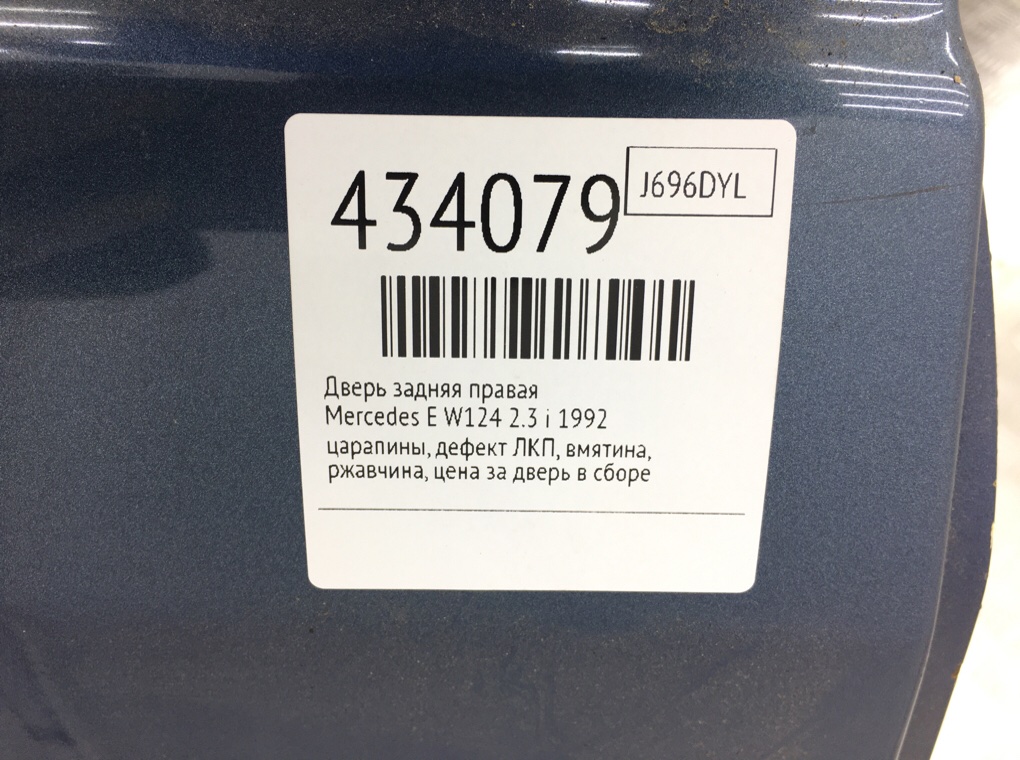 434079
J696DYL
Дверь задняя правая
Mercedes E W124 2.3 i 1992
царапины, дефект ЛКП, вмятина,
ржавчина, цена за дверь в сборе